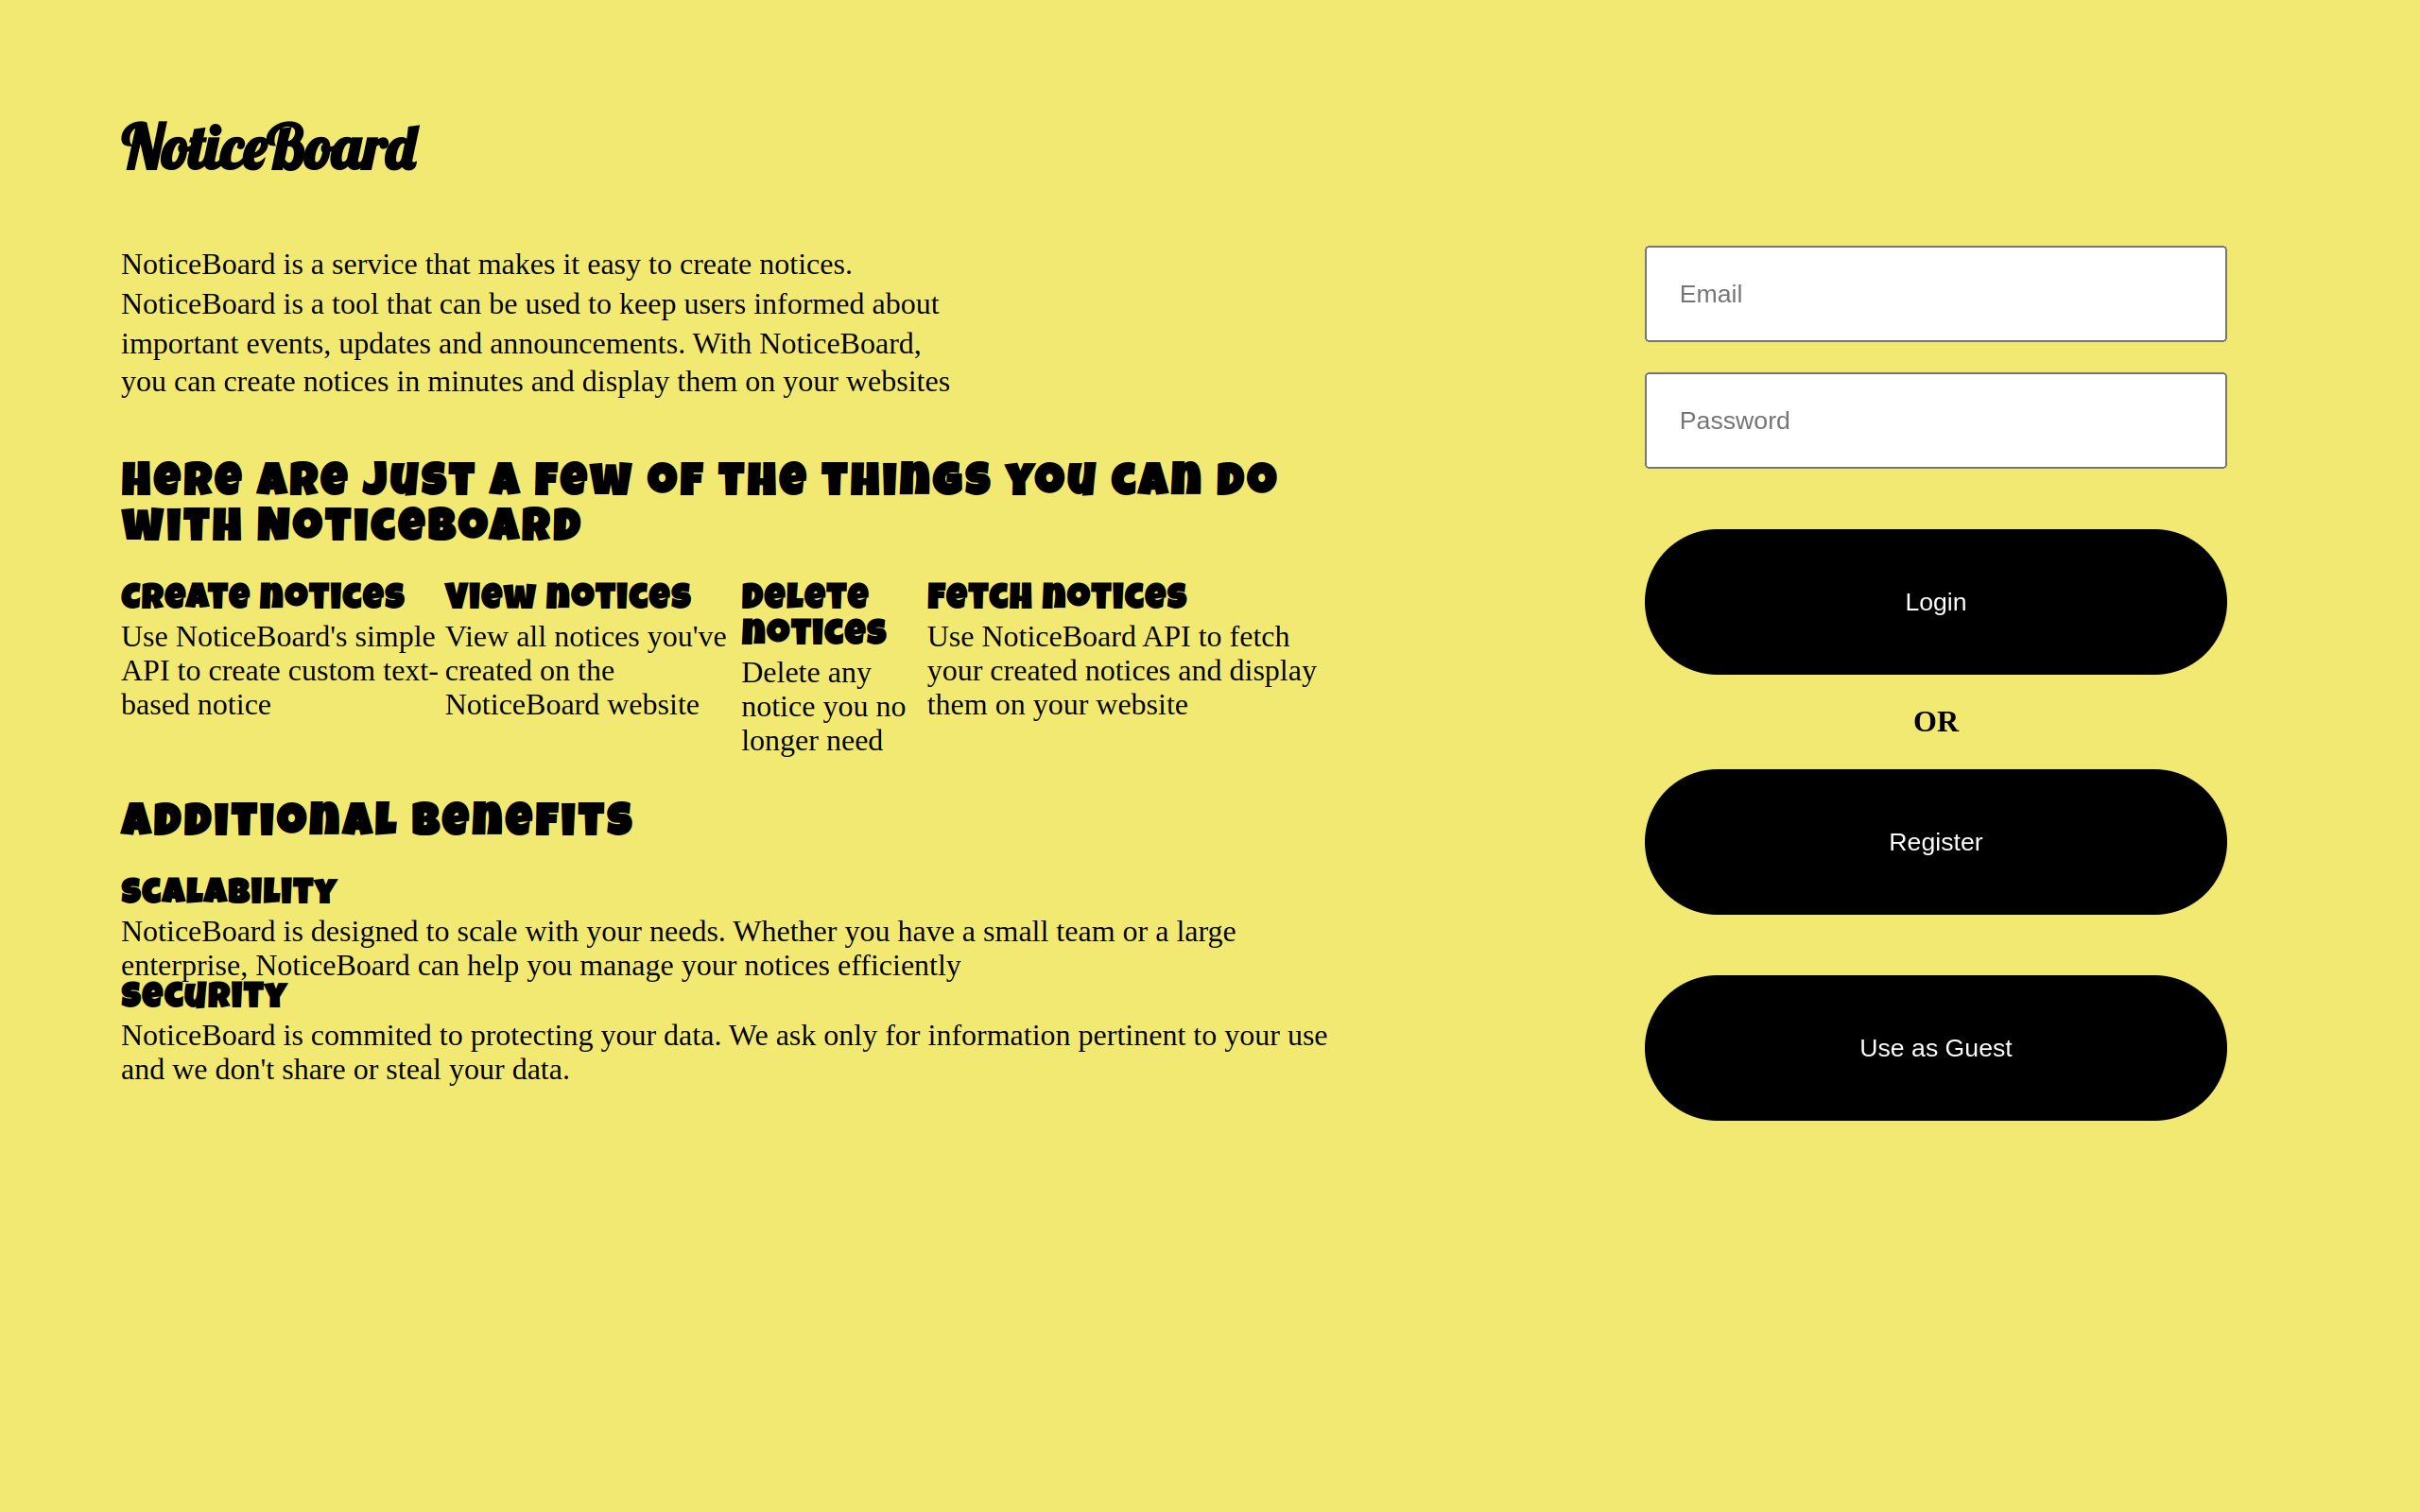 NoticeBoard
NoticeBoard is a service that makes it easy to create notices.
NoticeBoard is a tool that can be used to keep users informed about
important events, updates and announcements. With NoticeBoard,
you can create notices in minutes and display them on your websites
Here are just a few of the things you can do
with NoticeBoard
Create Notices
Use NoticeBoard's simple
API to create custom text-
based notice
View Notices
View all notices you've
created on the
NoticeBoard website
Delete
Notices
Delete any
notice you no
longer need
Fetch Notices
Use NoticeBoard API to fetch
your created notices and display
them on your website
Additional Benefits
Scalability
NoticeBoard is designed to scale with your needs. Whether you have a small team or a large
enterprise, NoticeBoard can help you manage your notices efficiently
Security
NoticeBoard is commited to protecting your data. We ask only for information pertinent to your use
and we don't share or steal your data.
Email
Password
Login
OR
Register
Use as Guest